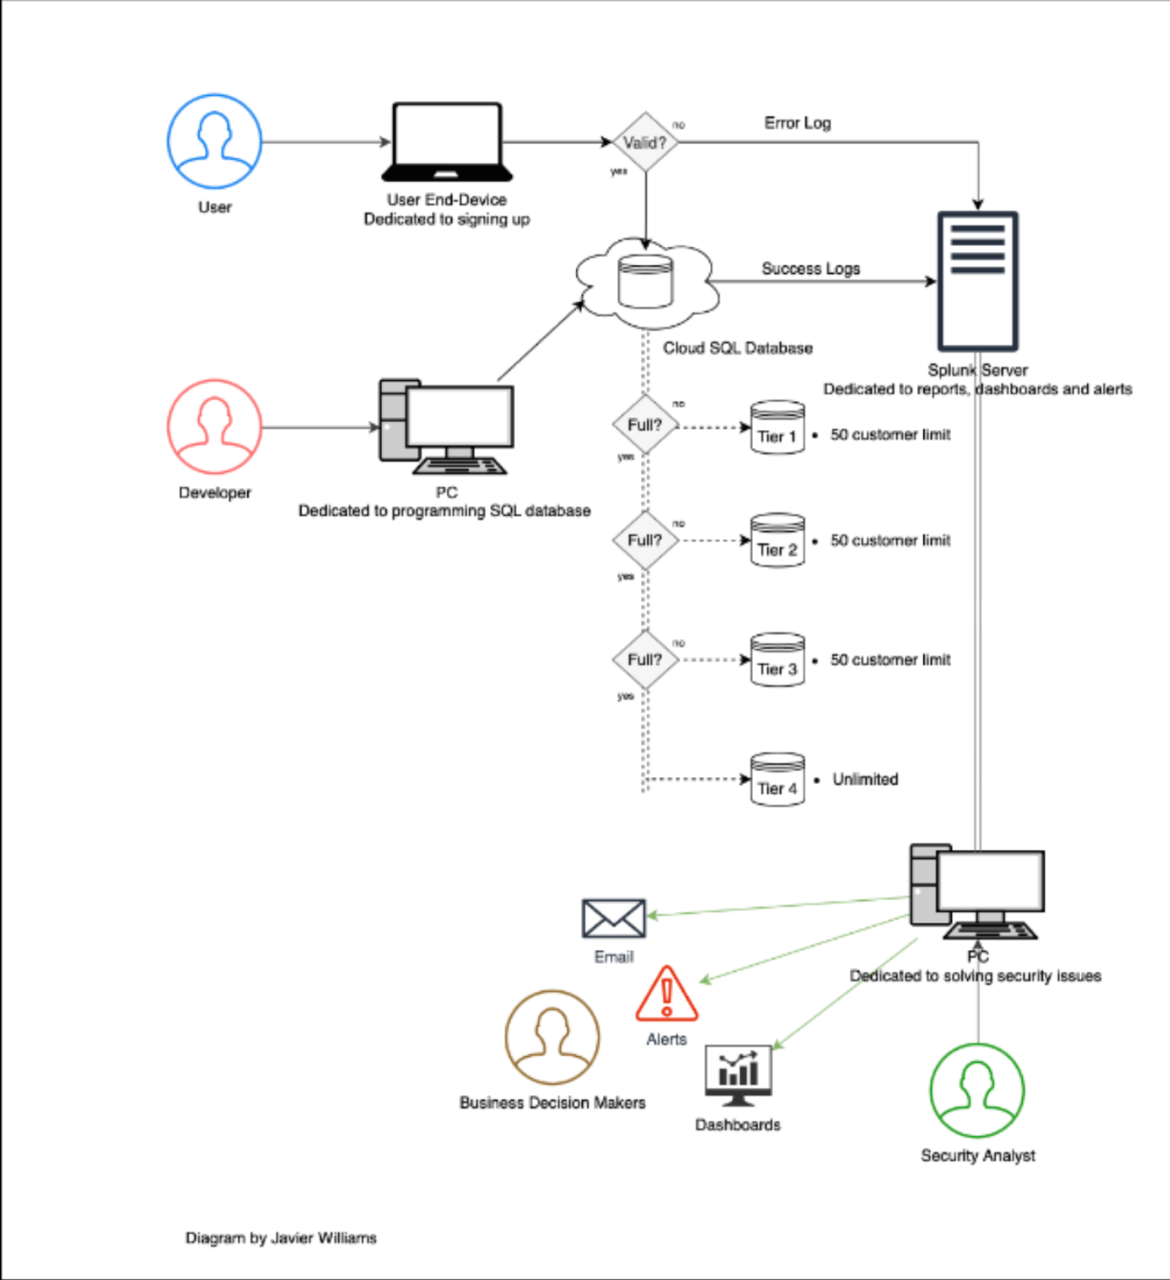 no
Error Log
Valid?
yes
User End-Device
Dedicated to signing up
User
Success Logs
Cloud SQL Database
Splunk Server
Dedicated to reports, dashboards and alerts
no
Full?
Tier 1
• 50 customer limit
yes
Developer
PC
Dedicated to programming SQL database
no
Full?
Tier 2
• 50 customer limit
yes
no
Full?
Tier 3
• 50 customer limit
yes
Tier 4
• Unlimited
Email
PC
Dedicated to solving security issues
Alerts
Business Decision Makers
Dashboards
Security Analyst
Diagram by Javier Williams